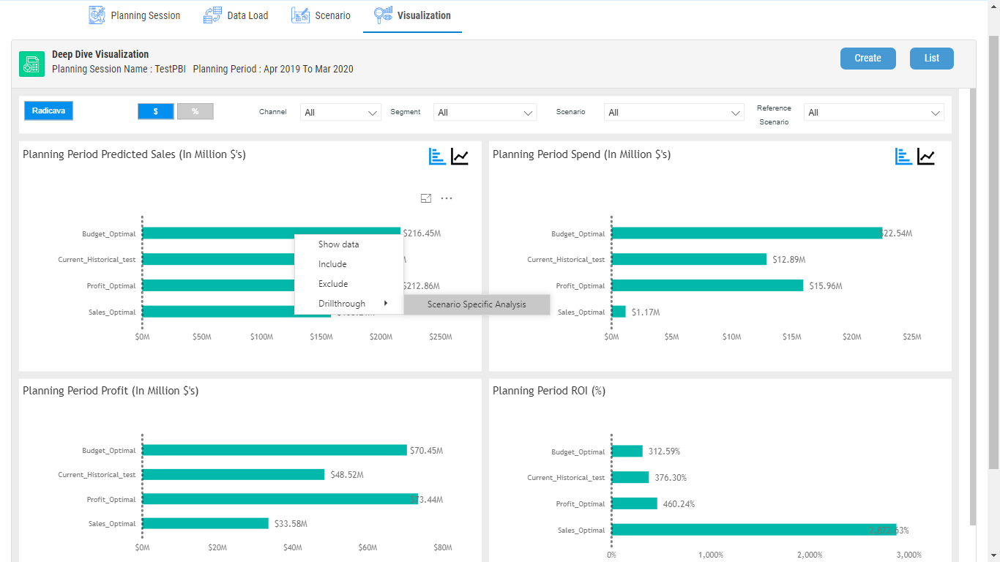 Planning Session
Data Load
Scenario
Visualization
Deep Dive Visualization
Planning Session Name : TestPBI Planning Period : Apr 2019 To Mar 2020
Create
List
Radicava
$
%
Channel
All
Segment
All
Scenario
All
Reference
Scenario
All
Planning Period Predicted Sales (In Million $'s)
Budget_Optimal
$216.45M
Current_Historical_test
Profit_Optimal
$212.86M
Sales_Optimal
$0M $50M $100M $150M $200M $250M
Show data
Include
Exclude
Drillthrough
Scenario Specific Analysis
Planning Period Spend (In Million $'s)
Budget_Optimal
$22.54M
Current_Historical_test
$12.89M
Profit_Optimal
$15.96M
Sales_Optimal
$1.17M
$0M $5M $10M $15M $20M $25M
Planning Period Profit (In Million $'s)
Budget_Optimal
$70.45M
Current_Historical_test
$48.52M
Profit_Optimal
$73.44M
Sales_Optimal
$33.58M
$0M $20M $40M $60M $80M
Planning Period ROI (%)
Budget_Optimal
312.59%
Current_Historical_test
376.30%
Profit_Optimal
460.24%
Sales_Optimal
2,872.63%
0% 1,000% 2,000% 3,000%